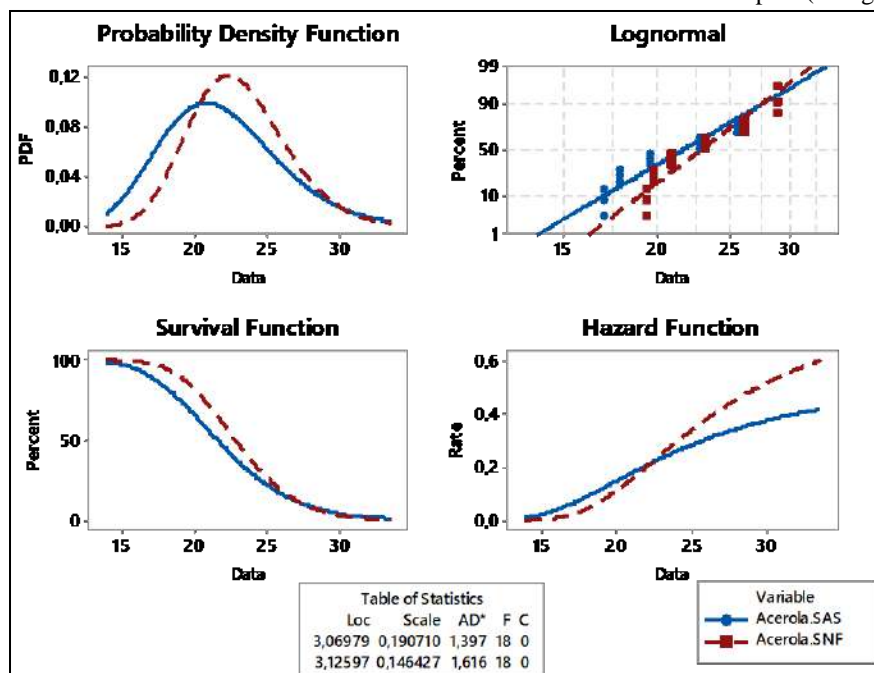 Probability Density Function
0,12
0,08
0,04
0,00
PDF
15 20 25 30
Data
Lognormal
99
90
50
10
1
Percent
15 20 25 30
Data
Survival Function
100
50
0
Percent
15 20 25 30
Data
Hazard Function
0,6
0,4
0,2
0,0
Rate
15 20 25 30
Data
Table of Statistics
Loc Scale AD* F C
3,06979 0,190710 1,397 18 0
3,12597 0,146427 1,616 18 0
Variable
Acerola.SAS
Acerola.SNF